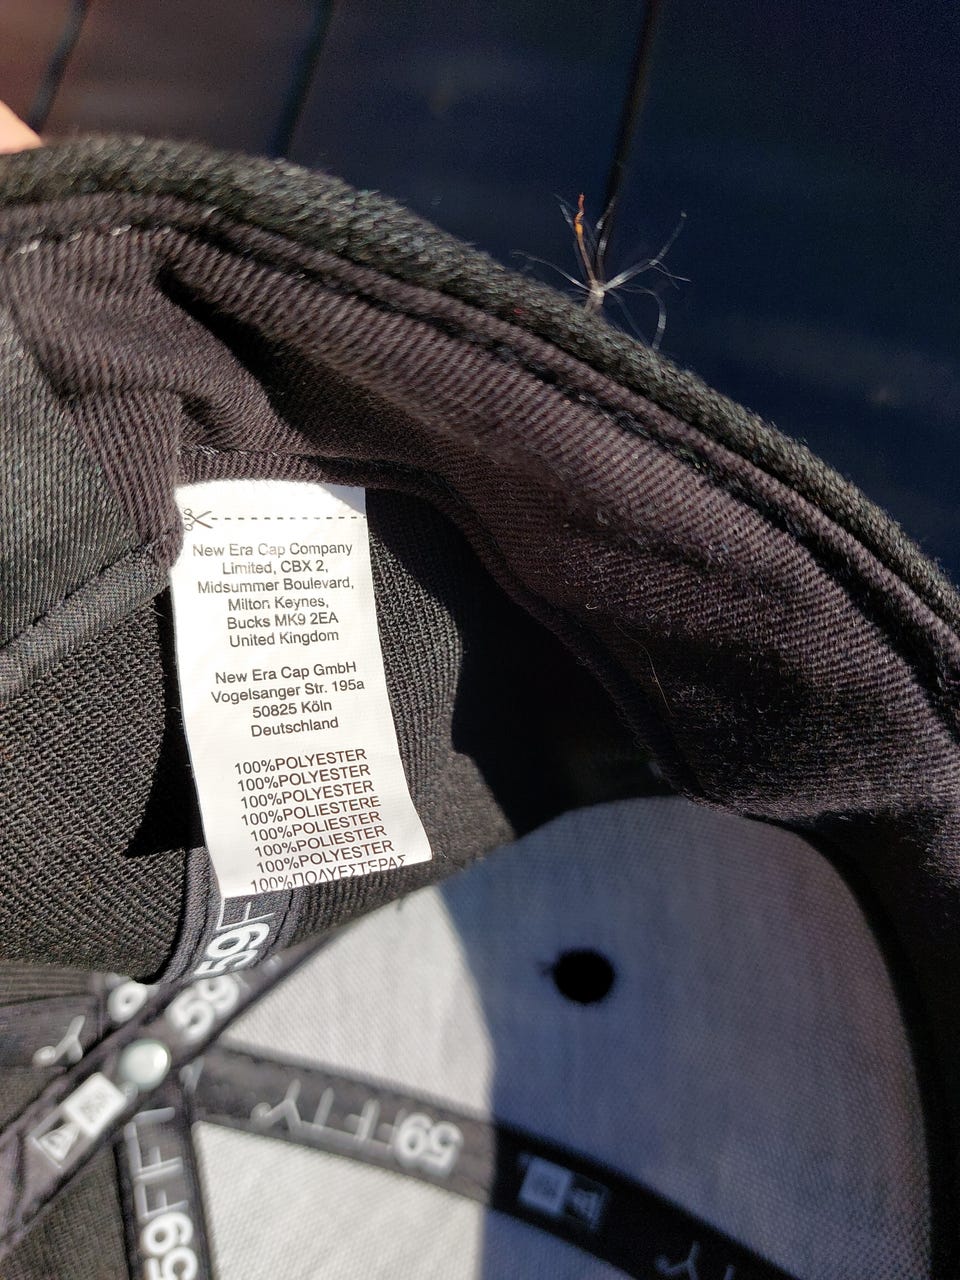 New Era Cap Company
Limited, CBX 2,
Midsummer Boulevard,
Milton Keynes,
Bucks MK9 2EA
United Kingdom
New Era Cap GmbH
Vogelsanger Str. 195a
50825 Köln
Deutschland
100%POLYESTER
100%POLYESTER
100%POLYESTER
100%POLIESTERE
100%POLIESTER
100%POLIESTER
100%POLYESTER
100%ΠΟΛΥΕΣΤΕΡΑΣ
59F
59
59FIFTY
59FIFTY